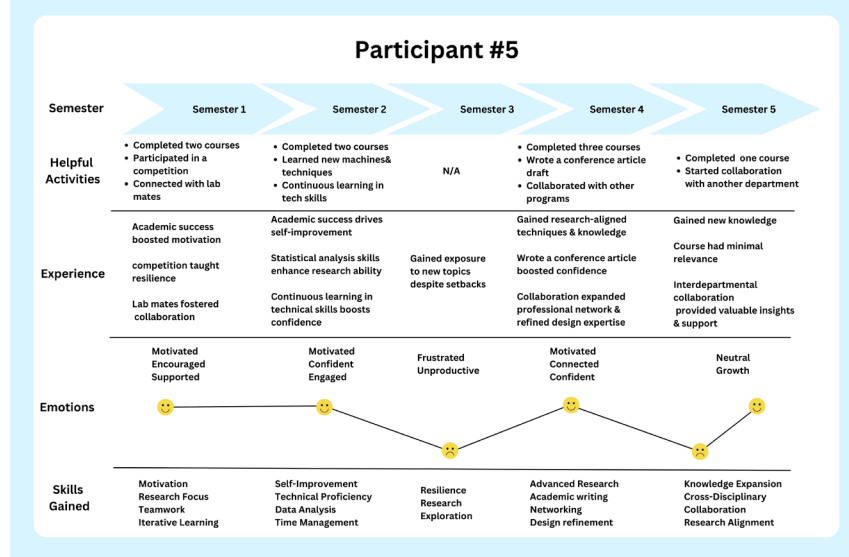 Participant #5
Semester
Semester 1
Semester 2
Semester 3
Semester 4
Semester 5
Helpful
Activities
• Completed two courses
• Participated in a
competition
• Connected with lab
mates
• Completed two courses
• Learned new machines&
techniques
• Continuous learning in
tech skills
N/A
• Completed three courses
• Wrote a conference article
draft
• Collaborated with other
programs
• Completed one course
• Started collaboration
with another department
Experience
Academic success
boosted motivation
competition taught
resilience
Lab mates fostered
collaboration
Academic success drives
self-improvement
Statistical analysis skills
enhance research ability
Continuous learning in
technical skills boosts
confidence
Gained exposure
to new topics
despite setbacks
Gained research-aligned
techniques & knowledge
Wrote a conference article
boosted confidence
Collaboration expanded
professional network &
refined design expertise
Gained new knowledge
Course had minimal
relevance
Interdepartmental
collaboration
provided valuable insights
& support
Emotions
Motivated
Encouraged
Supported
Motivated
Confident
Engaged
Frustrated
Unproductive
Motivated
Connected
Confident
Neutral
Growth
Skills
Gained
Motivation
Research Focus
Teamwork
Iterative Learning
Self-Improvement
Technical Proficiency
Data Analysis
Time Management
Resilience
Research
Exploration
Advanced Research
Academic writing
Networking
Design refinement
Knowledge Expansion
Cross-Disciplinary
Collaboration
Research Alignment